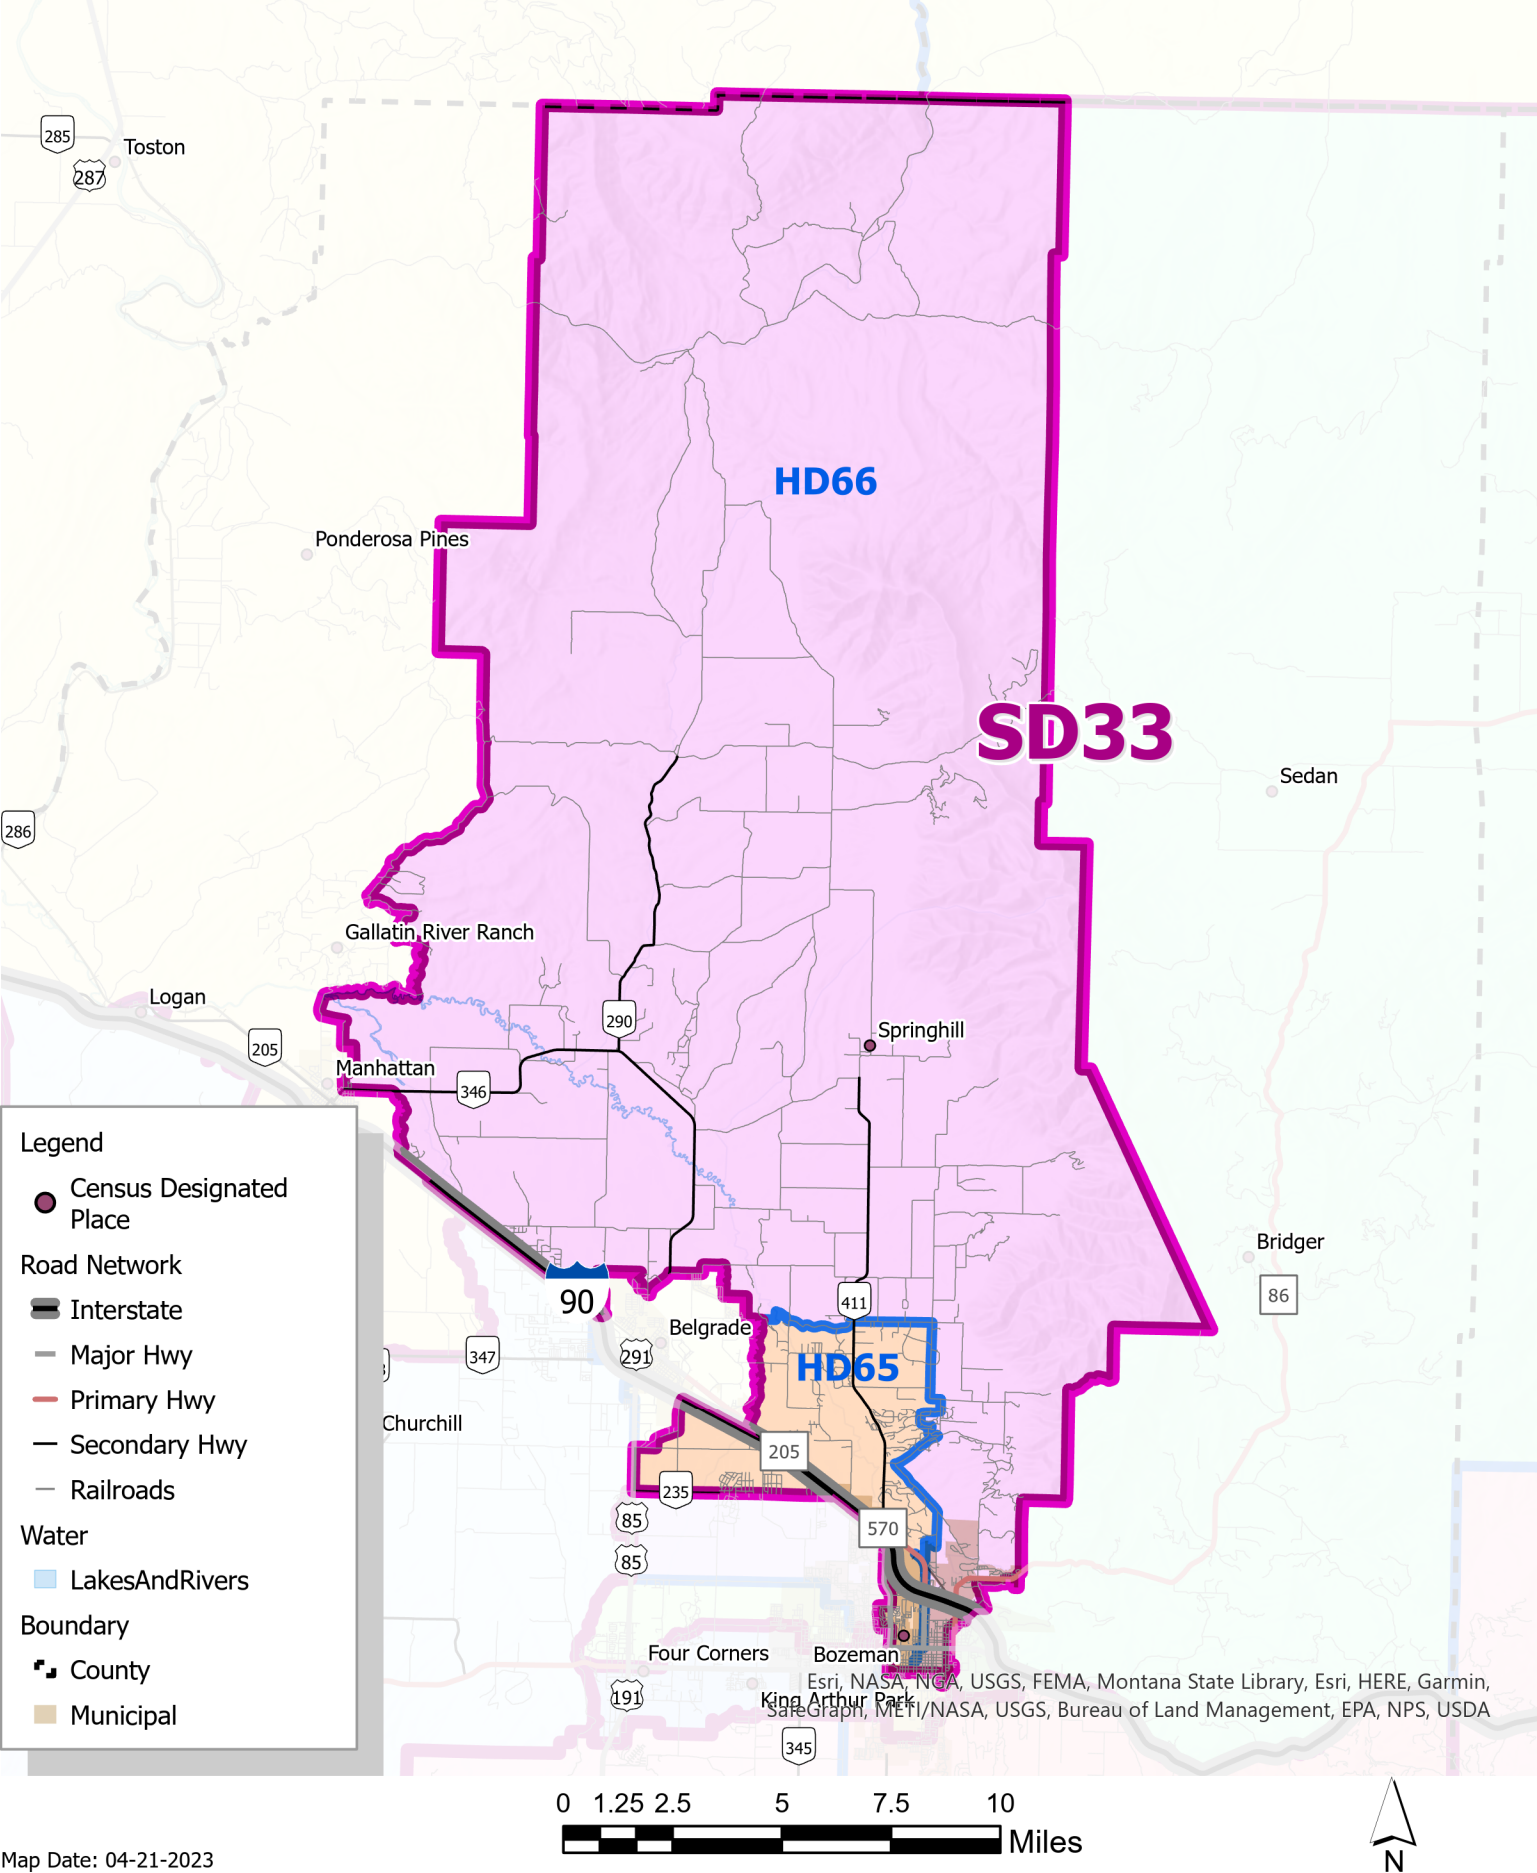 285
Toston
287
HD66
Ponderosa Pines
SD33
Sedan
286
Gallatin River Ranch
Logan
290
Springhill
205
Manhattan
346
Legend
Census Designated
Place
Road Network
Interstate
Major Hwy
Primary Hwy
Secondary Hwy
Railroads
Water
LakesAndRivers
Boundary
County
Municipal
Bridger
86
90
411
Belgrade
291
347
HD65
Churchill
205
235
85
570
85
Four Corners
Bozeman
191
King Arthur Park
345
Esri, NASA, NGA, USGS, FEMA, Montana State Library, Esri, HERE, Garmin,
SafeGraph, METI/NASA, USGS, Bureau of Land Management, EPA, NPS, USDA
0 1.25 2.5 5 7.5 10
Miles
N
Map Date: 04-21-2023